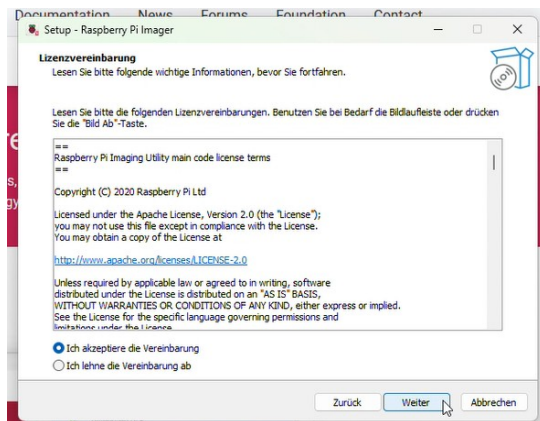 Documentation News Forums Foundation Contact
Setup - Raspberry Pi Imager
Lizenzvereinbarung
Lesen Sie bitte folgende wichtige Informationen, bevor Sie fortfahren.
Lesen Sie bitte die folgenden Lizenzvereinbarungen. Benutzen Sie bei Bedarf die Bildlaufleiste oder drücken
Sie die "Bild Ab"-Taste.
==
Raspberry Pi Imaging Utility main code license terms
==
Copyright (C) 2020 Raspberry Pi Ltd
Licensed under the Apache License, Version 2.0 (the "License");
you may not use this file except in compliance with the License.
You may obtain a copy of the License at
http://www.apache.org/licenses/LICENSE-2.0
Unless required by applicable law or agreed to in writing, software
distributed under the License is distributed on an "AS IS" BASIS,
WITHOUT WARRANTIES OR CONDITIONS OF ANY KIND, either express or implied.
See the License for the specific language governing permissions and
limitations under the License.
Ich akzeptiere die Vereinbarung
Ich lehne die Vereinbarung ab
Zurück Weiter Abbrechen